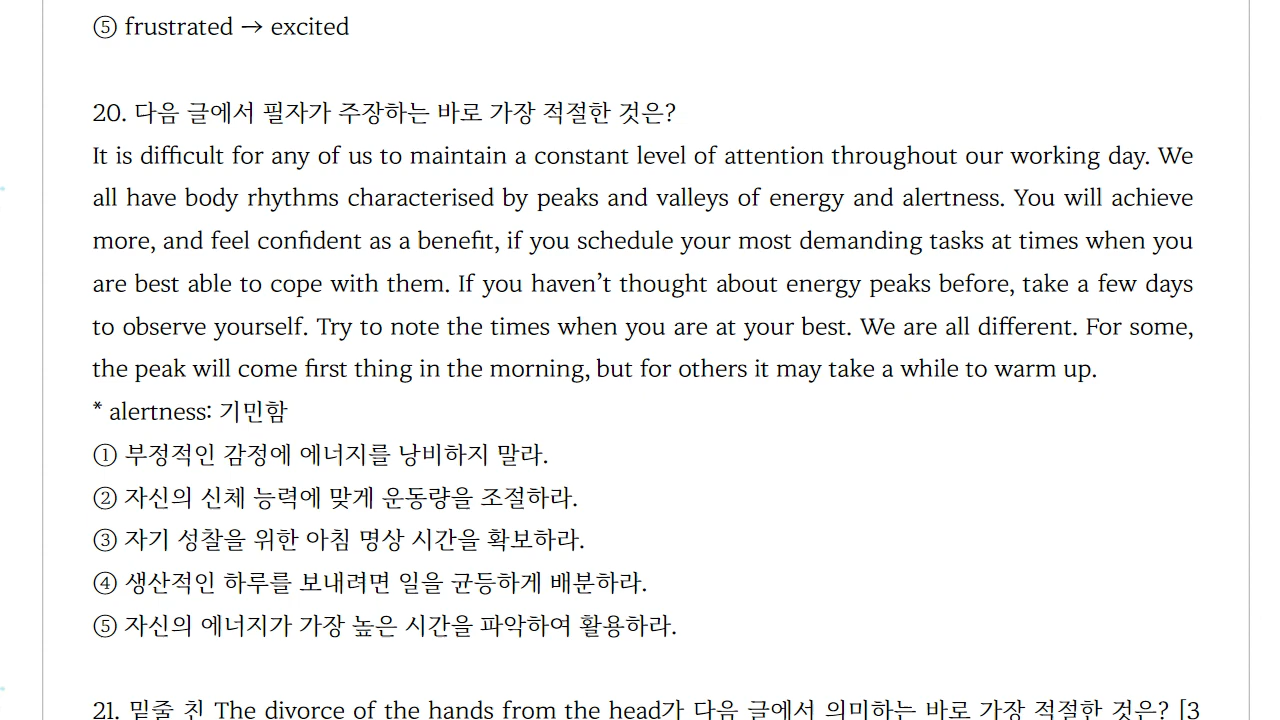 ⑤ frustrated → excited
20. 다음 글에서 필자가 주장하는 바로 가장 적절한 것은?
It is difficult for any of us to maintain a constant level of attention throughout our working day. We
all have body rhythms characterised by peaks and valleys of energy and alertness. You will achieve
more, and feel confident as a benefit, if you schedule your most demanding tasks at times when you
are best able to cope with them. If you haven’t thought about energy peaks before, take a few days
to observe yourself. Try to note the times when you are at your best. We are all different. For some,
the peak will come first thing in the morning, but for others it may take a while to warm up.
* alertness: 기민함
① 부정적인 감정에 에너지를 낭비하지 말라.
② 자신의 신체 능력에 맞게 운동량을 조절하라.
③ 자기 성찰을 위한 아침 명상 시간을 확보하라.
④ 생산적인 하루를 보내려면 일을 균등하게 배분하라.
⑤ 자신의 에너지가 가장 높은 시간을 파악하여 활용하라.
21. 밑줄 친 The divorce of the hands from the head가 다음 글에서 의미하는 바로 가장 적절한 것은? [3